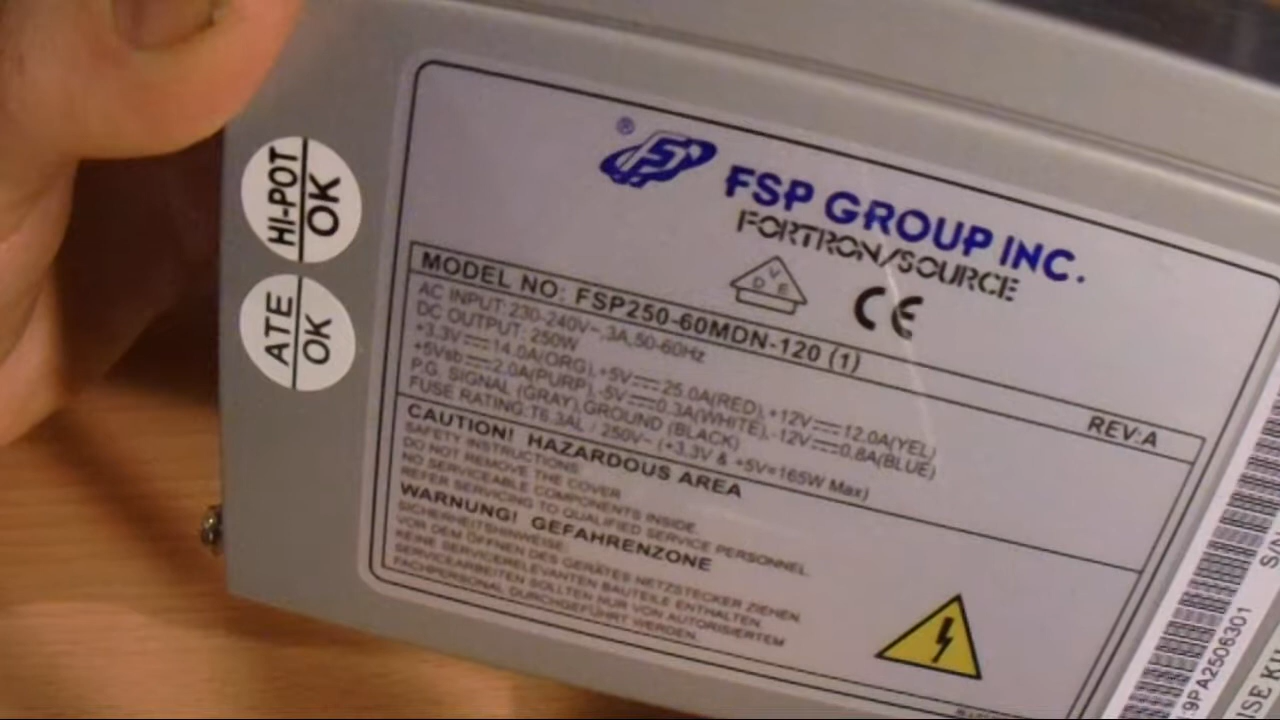 HI-POT
OK
ATE
OK
®
FSP GROUP INC.
FORTRON/SOURCE
D V E
CE
MODEL NO: FSP250-60MDN-120 (1)
REV:A
AC INPUT: 230-240V~,3A,50-60Hz
DC OUTPUT: 250W
+3.3V⎓14.0A(ORG),+5V⎓25.0A(RED),+12V⎓12.0A(YEL)
+5Vsb⎓2.0A(PURP),-5V⎓0.3A(WHITE),-12V⎓0.8A(BLUE)
P.G. SIGNAL (GRAY),GROUND (BLACK)
FUSE RATING:T6.3AL / 250V~ (+3.3V & +5V=165W Max)
CAUTION! HAZARDOUS AREA
SAFETY INSTRUCTIONS:
DO NOT REMOVE THE COVER
NO SERVICEABLE COMPONENTS INSIDE.
REFER SERVICING TO QUALIFIED SERVICE PERSONNEL.
WARNUNG! GEFAHRENZONE
SICHERHEITSHINWEISE:
VOR DEM ÖFFNEN DES GERÄTES NETZSTECKER ZIEHEN
KEINE SERVICERELEVANTEN BAUTEILE ENTHALTEN
SERVICEARBEITEN SOLLTEN NUR VON AUTORISIERTEM
FACHPERSONAL DURCHGEFÜHRT WERDEN.
9PA2506301
S/N